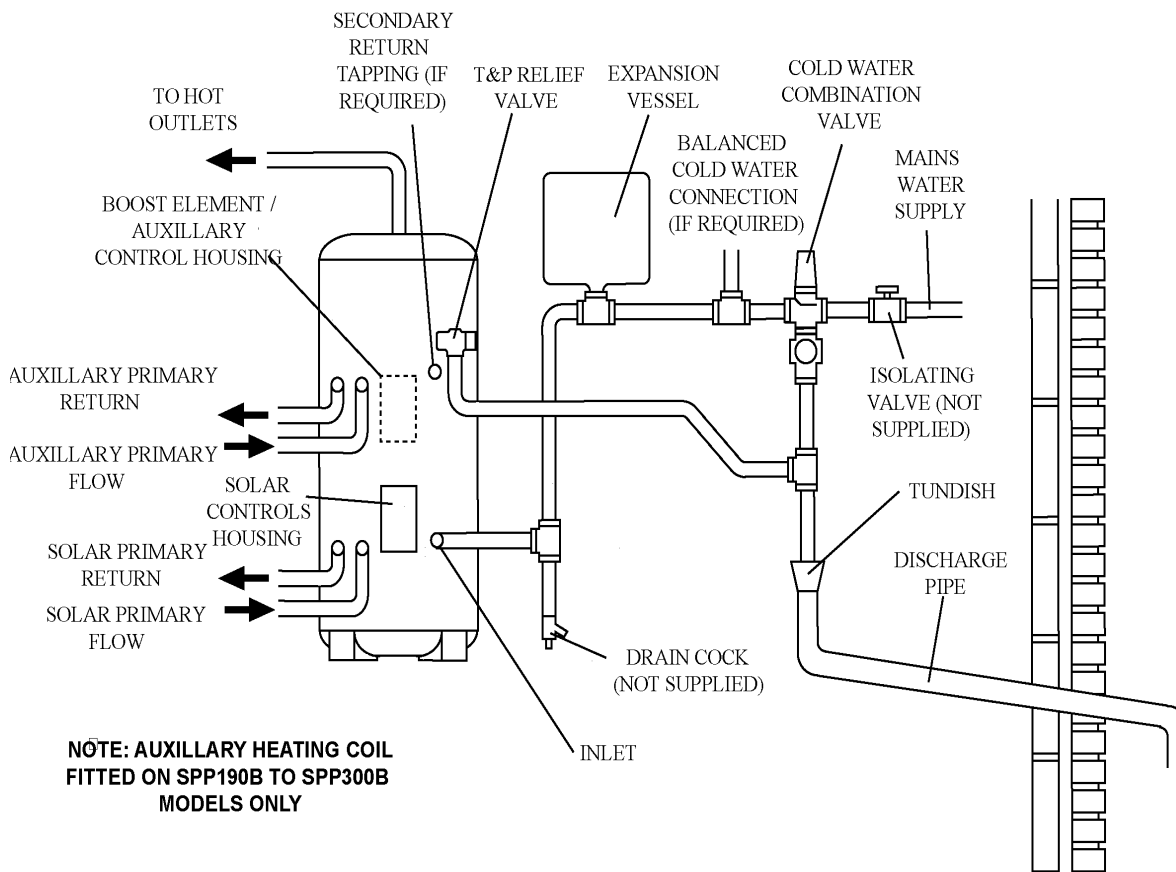 SECONDARY
RETURN
TAPPING (IF
REQUIRED)
T&P RELIEF
VALVE
EXPANSION
VESSEL
COLD WATER
COMBINATION
VALVE
TO HOT
OUTLETS
BALANCED
COLD WATER
CONNECTION
(IF REQUIRED)
MAINS
WATER
SUPPLY
BOOST ELEMENT /
AUXILLARY
CONTROL HOUSING
AUXILLARY PRIMARY
RETURN
AUXILLARY PRIMARY
FLOW
ISOLATING
VALVE (NOT
SUPPLIED)
SOLAR
CONTROLS
HOUSING
TUNDISH
SOLAR PRIMARY
RETURN
SOLAR PRIMARY
FLOW
DISCHARGE
PIPE
DRAIN COCK
(NOT SUPPLIED)
INLET
NOTE: AUXILLARY HEATING COIL
FITTED ON SPP190B TO SPP300B
MODELS ONLY